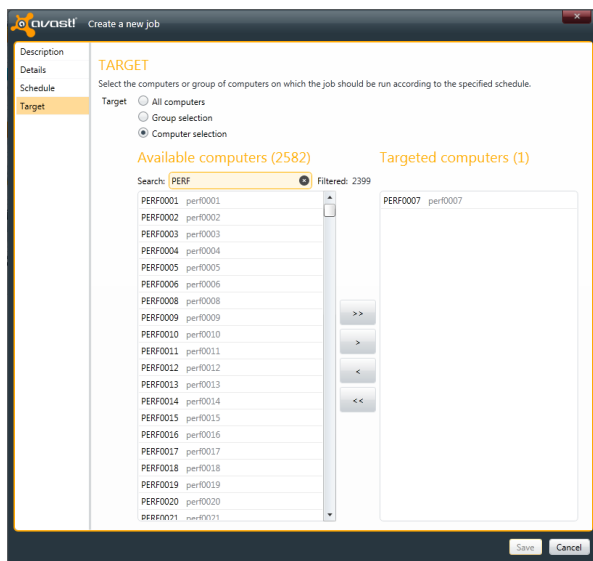 avast! Create a new job
Description
Details
Schedule
Target
TARGET
Select the computers or group of computers on which the job should be run according to the specified schedule.
Target All computers
Group selection
Computer selection
Available computers (2582)
Search: PERF Filtered: 2399
PERF0001 perf0001
PERF0002 perf0002
PERF0003 perf0003
PERF0004 perf0004
PERF0005 perf0005
PERF0006 perf0006
PERF0008 perf0008
PERF0009 perf0009
PERF0010 perf0010
PERF0011 perf0011
PERF0012 perf0012
PERF0013 perf0013
PERF0014 perf0014
PERF0015 perf0015
PERF0016 perf0016
PERF0017 perf0017
PERF0018 perf0018
PERF0019 perf0019
PERF0020 perf0020
PERF0021 perf0021
>>
>
<
<<
Targeted computers (1)
PERF0007 perf0007
Save Cancel